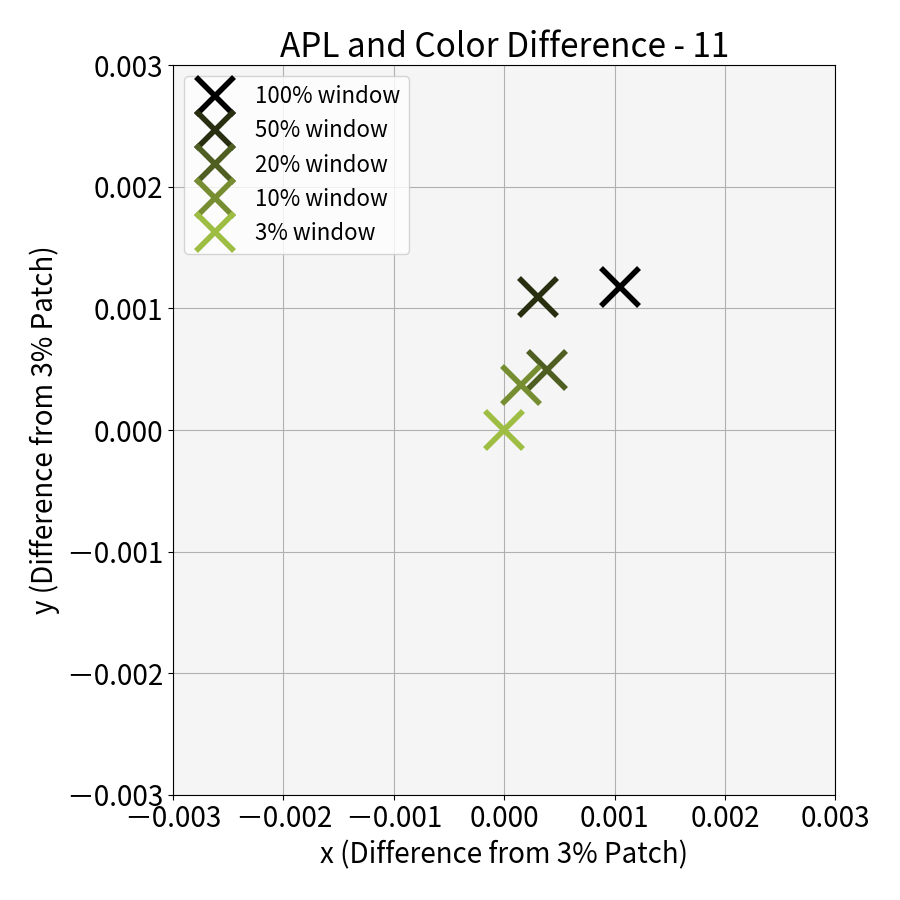 APL and Color Difference - 11
100% window
50% window
20% window
10% window
3% window
y (Difference from 3% Patch)
0.003
0.002
0.001
0.000
−0.001
−0.002
−0.003
−0.003 −0.002 −0.001 0.000 0.001 0.002 0.003
x (Difference from 3% Patch)